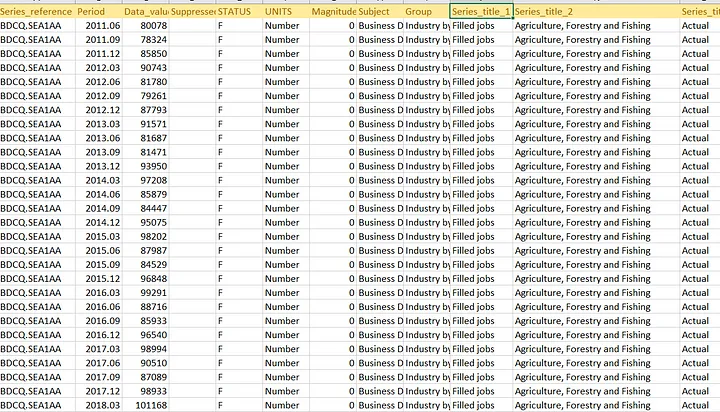 Series_reference Period Data_valu Suppresse STATUS UNITS Magnitude Subject Group Series_title_1 Series_title_2 Series_tit
BDCQ.SEA1AA 2011.06 80078 F Number 0 Business D Industry by Filled jobs Agriculture, Forestry and Fishing Actual
BDCQ.SEA1AA 2011.09 78324 F Number 0 Business D Industry by Filled jobs Agriculture, Forestry and Fishing Actual
BDCQ.SEA1AA 2011.12 85850 F Number 0 Business D Industry by Filled jobs Agriculture, Forestry and Fishing Actual
BDCQ.SEA1AA 2012.03 90743 F Number 0 Business D Industry by Filled jobs Agriculture, Forestry and Fishing Actual
BDCQ.SEA1AA 2012.06 81780 F Number 0 Business D Industry by Filled jobs Agriculture, Forestry and Fishing Actual
BDCQ.SEA1AA 2012.09 79261 F Number 0 Business D Industry by Filled jobs Agriculture, Forestry and Fishing Actual
BDCQ.SEA1AA 2012.12 87793 F Number 0 Business D Industry by Filled jobs Agriculture, Forestry and Fishing Actual
BDCQ.SEA1AA 2013.03 91571 F Number 0 Business D Industry by Filled jobs Agriculture, Forestry and Fishing Actual
BDCQ.SEA1AA 2013.06 81687 F Number 0 Business D Industry by Filled jobs Agriculture, Forestry and Fishing Actual
BDCQ.SEA1AA 2013.09 81471 F Number 0 Business D Industry by Filled jobs Agriculture, Forestry and Fishing Actual
BDCQ.SEA1AA 2013.12 93950 F Number 0 Business D Industry by Filled jobs Agriculture, Forestry and Fishing Actual
BDCQ.SEA1AA 2014.03 97208 F Number 0 Business D Industry by Filled jobs Agriculture, Forestry and Fishing Actual
BDCQ.SEA1AA 2014.06 85879 F Number 0 Business D Industry by Filled jobs Agriculture, Forestry and Fishing Actual
BDCQ.SEA1AA 2014.09 84447 F Number 0 Business D Industry by Filled jobs Agriculture, Forestry and Fishing Actual
BDCQ.SEA1AA 2014.12 95075 F Number 0 Business D Industry by Filled jobs Agriculture, Forestry and Fishing Actual
BDCQ.SEA1AA 2015.03 98202 F Number 0 Business D Industry by Filled jobs Agriculture, Forestry and Fishing Actual
BDCQ.SEA1AA 2015.06 87987 F Number 0 Business D Industry by Filled jobs Agriculture, Forestry and Fishing Actual
BDCQ.SEA1AA 2015.09 84529 F Number 0 Business D Industry by Filled jobs Agriculture, Forestry and Fishing Actual
BDCQ.SEA1AA 2015.12 96848 F Number 0 Business D Industry by Filled jobs Agriculture, Forestry and Fishing Actual
BDCQ.SEA1AA 2016.03 99291 F Number 0 Business D Industry by Filled jobs Agriculture, Forestry and Fishing Actual
BDCQ.SEA1AA 2016.06 88716 F Number 0 Business D Industry by Filled jobs Agriculture, Forestry and Fishing Actual
BDCQ.SEA1AA 2016.09 85933 F Number 0 Business D Industry by Filled jobs Agriculture, Forestry and Fishing Actual
BDCQ.SEA1AA 2016.12 96540 F Number 0 Business D Industry by Filled jobs Agriculture, Forestry and Fishing Actual
BDCQ.SEA1AA 2017.03 98994 F Number 0 Business D Industry by Filled jobs Agriculture, Forestry and Fishing Actual
BDCQ.SEA1AA 2017.06 90510 F Number 0 Business D Industry by Filled jobs Agriculture, Forestry and Fishing Actual
BDCQ.SEA1AA 2017.09 87089 F Number 0 Business D Industry by Filled jobs Agriculture, Forestry and Fishing Actual
BDCQ.SEA1AA 2017.12 98933 F Number 0 Business D Industry by Filled jobs Agriculture, Forestry and Fishing Actual
BDCQ.SEA1AA 2018.03 101168 F Number 0 Business D Industry by Filled jobs Agriculture, Forestry and Fishing Actual